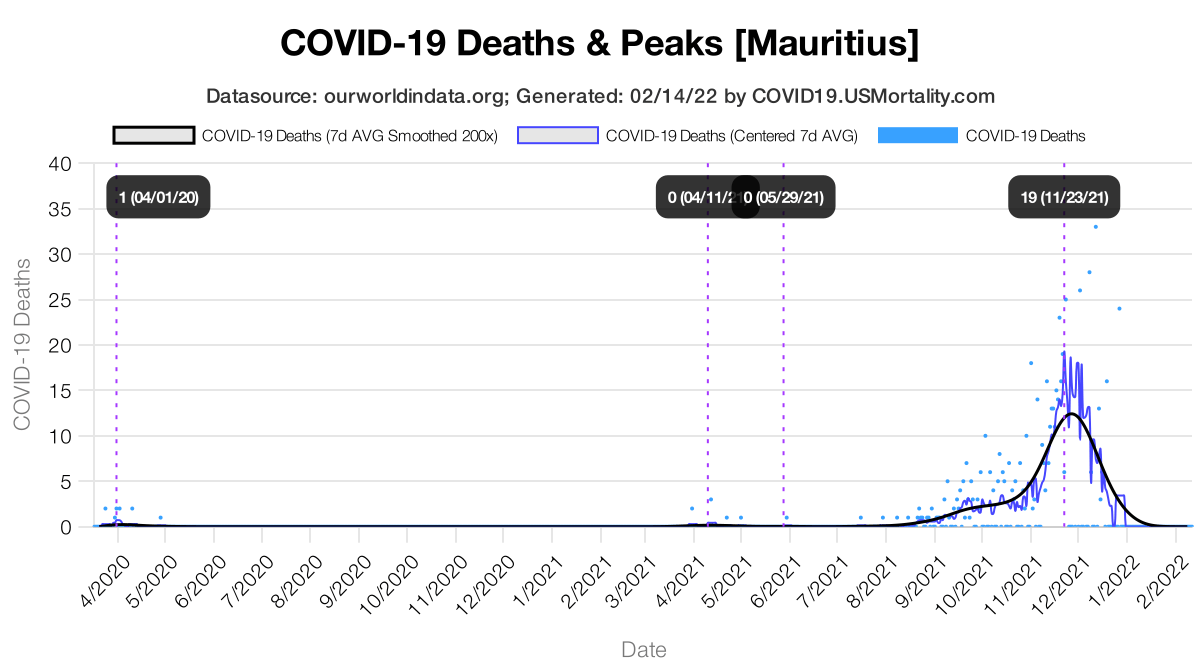 COVID-19 Deaths & Peaks [Mauritius]
Datasource: ourworldindata.org; Generated: 02/14/22 by COVID19.USMortality.com
COVID-19 Deaths (7d AVG Smoothed 200x) COVID-19 Deaths (Centered 7d AVG) COVID-19 Deaths
40
1 (04/01/20) 0 (04/11/2 0 (05/29/21) 19 (11/23/21)
35
30
25
20
15
10
5
0
COVID-19 Deaths
4/2020 5/2020 6/2020 7/2020 8/2020 9/2020 10/2020 11/2020 12/2020 1/2021 2/2021 3/2021 4/2021 5/2021 6/2021 7/2021 8/2021 9/2021 10/2021 11/2021 12/2021 1/2022 2/2022
Date